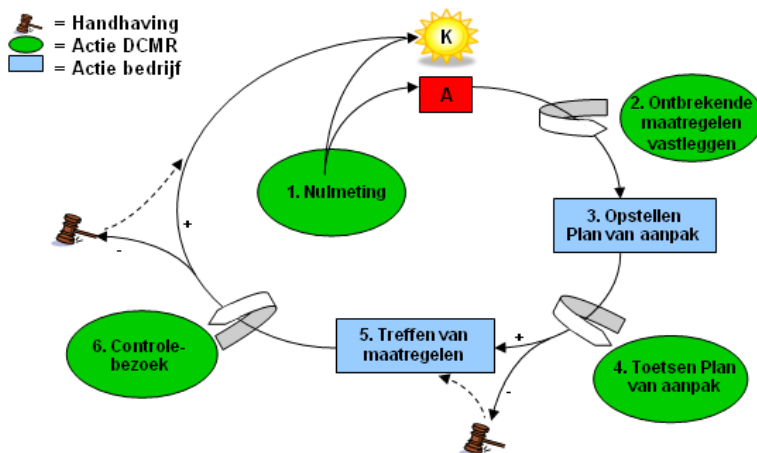 = Handhaving
= Actie DCMR
= Actie bedrijf
K
A
2. Ontbrekende
maatregelen
vastleggen
1. Nulmeting
3. Opstellen
Plan van aanpak
+
-
6. Controle-
bezoek
5. Treffen van
maatregelen
+
-
4. Toetsen Plan
van aanpak